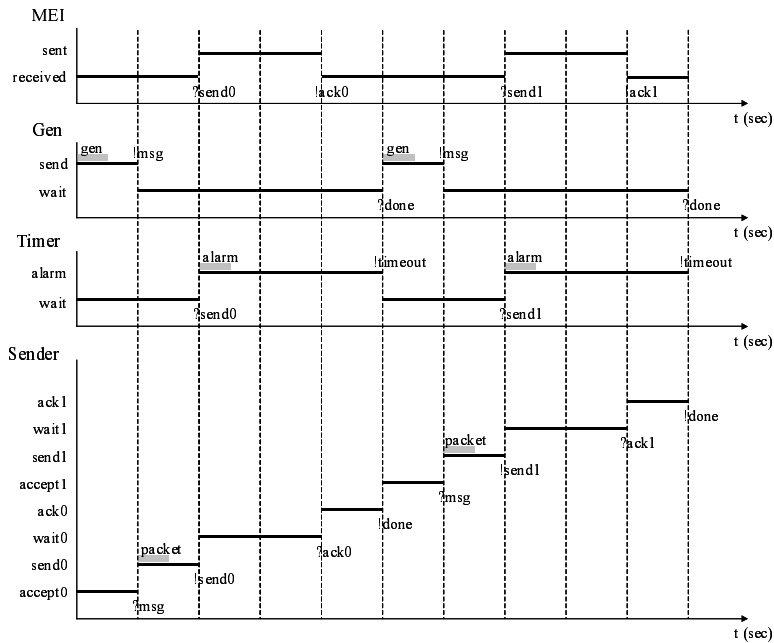 MEI
sent
received
?send0 !ack0 ?send1 !ack1
t (sec)
Gen
gen !msg gen !msg
send
wait
?done ?done
t (sec)
Timer
alarm !timeout alarm !timeout
alarm
wait
?send0 ?send1
t (sec)
Sender
ack1
!done
wait1
packet ?ack1
send1
!send1
accept1
?msg
ack0
!done
wait0
packet ?ack0
send0
!send0
accept0
?msg
t (sec)